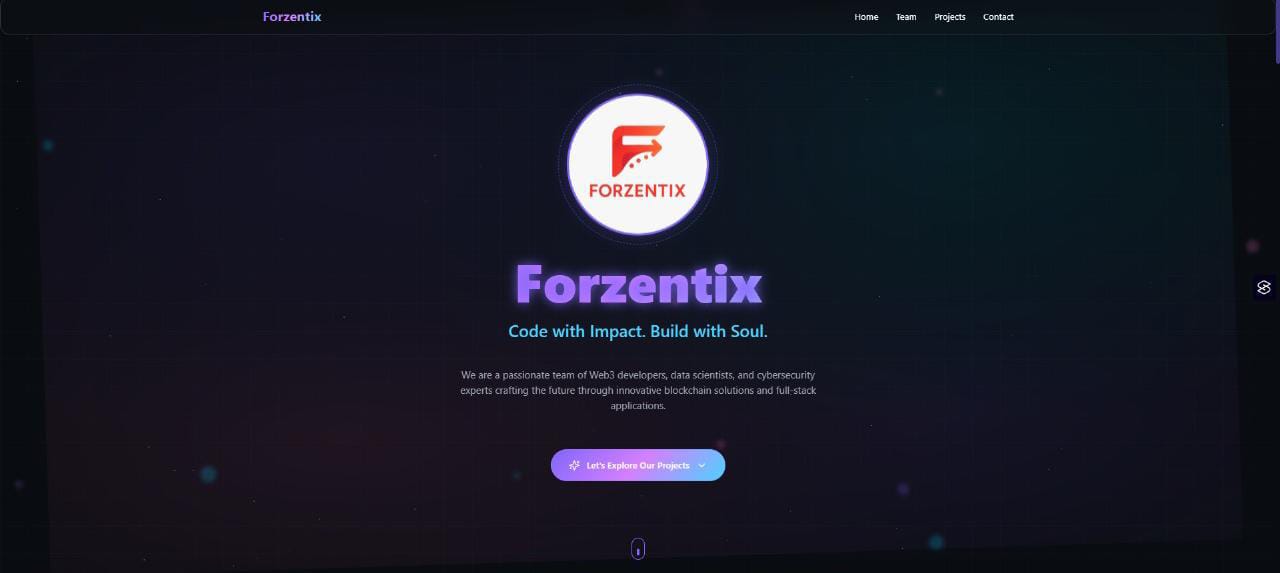 Forzentix
Home Team Projects Contact
FORZENTIX
Forzentix
Code with Impact. Build with Soul.
We are a passionate team of Web3 developers, data scientists, and cybersecurity
experts crafting the future through innovative blockchain solutions and full-stack
applications.
Let's Explore Our Projects